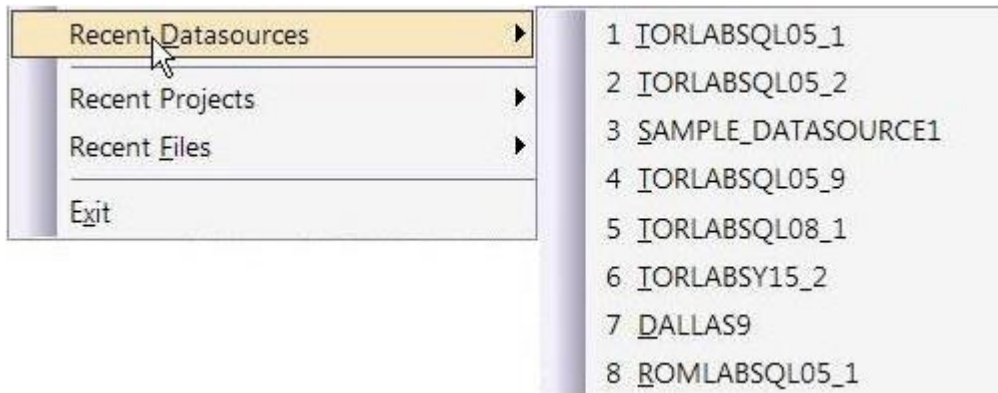 Recent Datasources
Recent Projects
Recent Files
Exit
1 TORLABSQL05_1
2 TORLABSQL05_2
3 SAMPLE_DATASOURCE1
4 TORLABSQL05_9
5 TORLABSQL08_1
6 TORLABSY15_2
7 DALLAS9
8 ROMLABSQL05_1